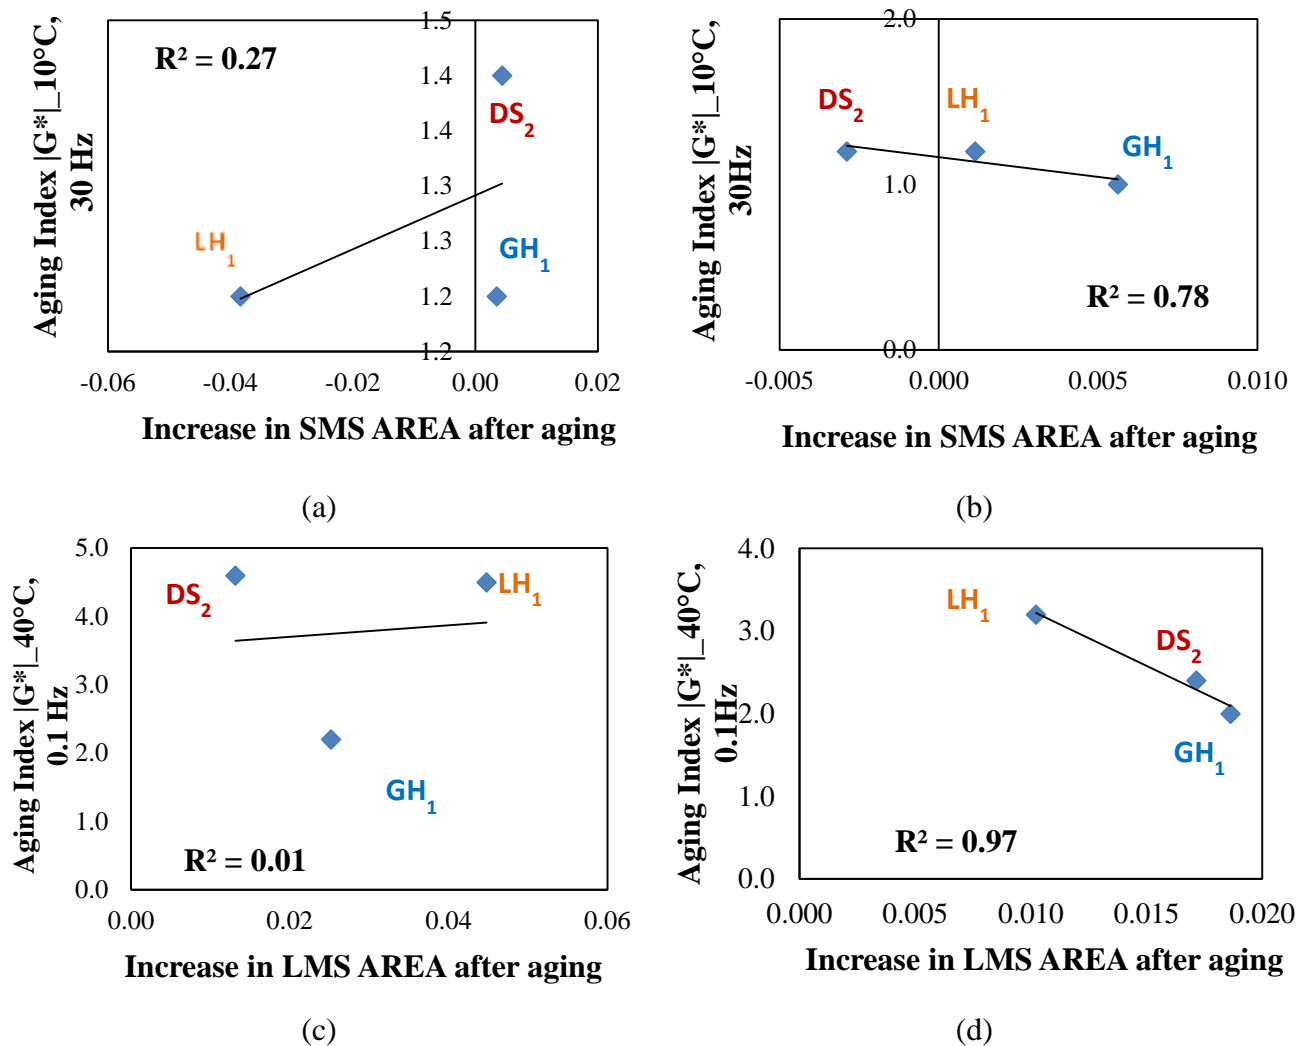 Aging Index |G*|_10°C,
30 Hz
R² = 0.27
1.5
1.4
1.4
1.3
1.3
1.2
1.2
DS2
LH1
GH1
-0.06 -0.04 -0.02 0.00 0.02
Increase in SMS AREA after aging
(a)
Aging Index |G*|_10°C,
30Hz
2.0
1.0
0.0
DS2
LH1
GH1
R² = 0.78
-0.005 0.000 0.005 0.010
Increase in SMS AREA after aging
(b)
Aging Index |G*|_40°C,
0.1 Hz
5.0
4.0
3.0
2.0
1.0
0.0
DS2
LH1
GH1
R² = 0.01
0.00 0.02 0.04 0.06
Increase in LMS AREA after aging
(c)
Aging Index |G*|_40°C,
0.1Hz
4.0
3.0
2.0
1.0
0.0
LH1
DS2
GH1
R² = 0.97
0.000 0.005 0.010 0.015 0.020
Increase in LMS AREA after aging
(d)